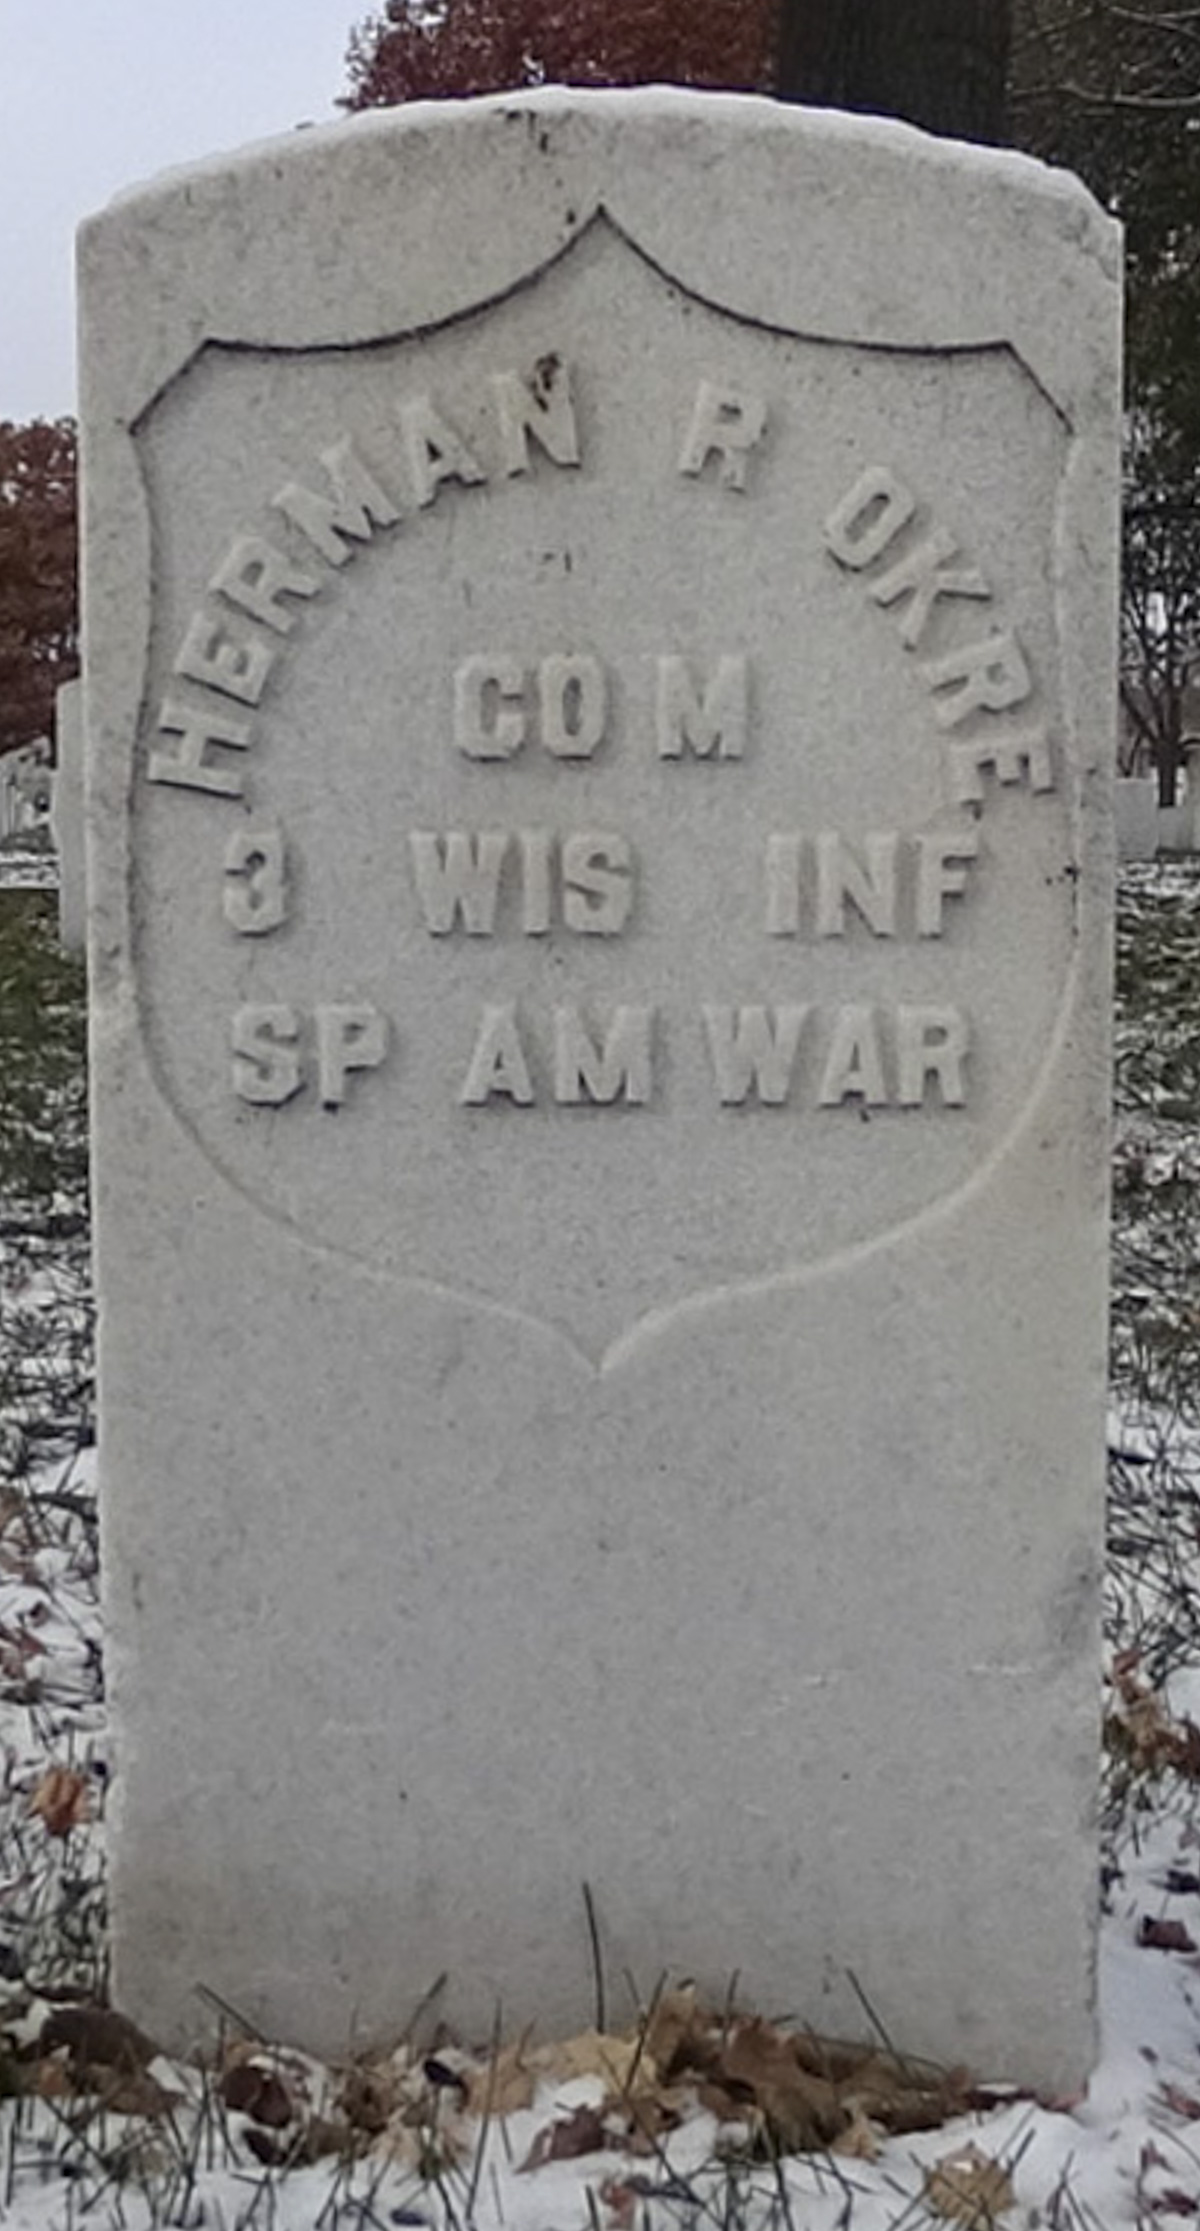 HERMAN R OKRE
CO M
3 WIS INF
SP AM WAR